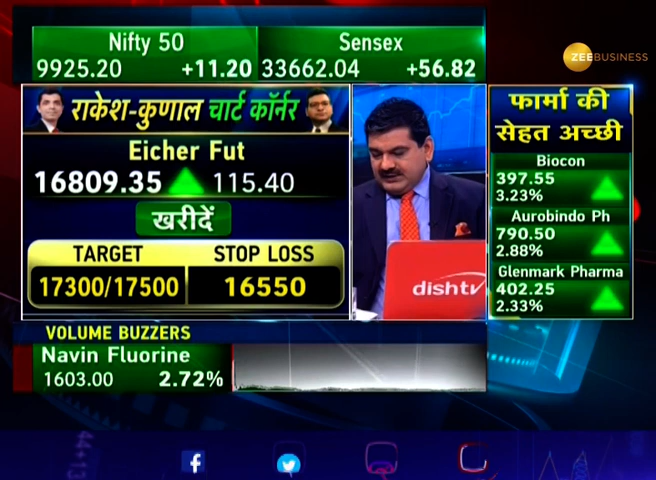 Nifty 50
9925.20 +11.20
Sensex
33662.04 +56.82
ZEEBUSINESS
राकेश-कुणाल चार्ट कॉर्नर
Eicher Fut
16809.35 115.40
खरीदें
TARGET
17300/17500
STOP LOSS
16550
dishtv
फार्मा की
सेहत अच्छी
Biocon
397.55
3.23%
Aurobindo Ph
790.50
2.88%
Glenmark Pharma
402.25
2.33%
VOLUME BUZZERS
Navin Fluorine
1603.00 2.72%